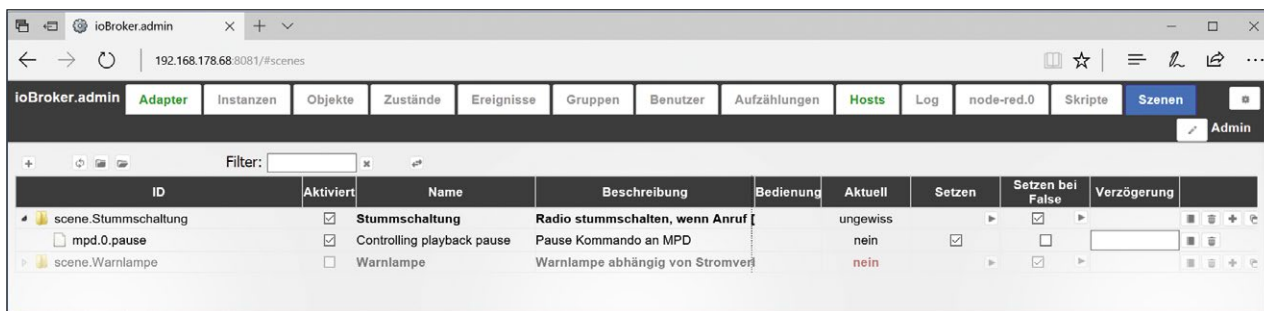 ioBroker.admin
192.168.178.68:8081/#scenes
ioBroker.admin Adapter Instanzen Objekte Zustände Ereignisse Gruppen Benutzer Aufzählungen Hosts Log node-red.0 Skripte Szenen
Admin
Filter:
ID Aktiviert Name Beschreibung Bedienung Aktuell Setzen Setzen bei False Verzögerung
scene.Stummschaltung Stummschaltung Radio stummschalten, wenn Anruf [ ungewiss
mpd.0.pause Controlling playback pause Pause Kommando an MPD nein
scene.Warnlampe Warnlampe Warnlampe abhängig von Stromverl nein